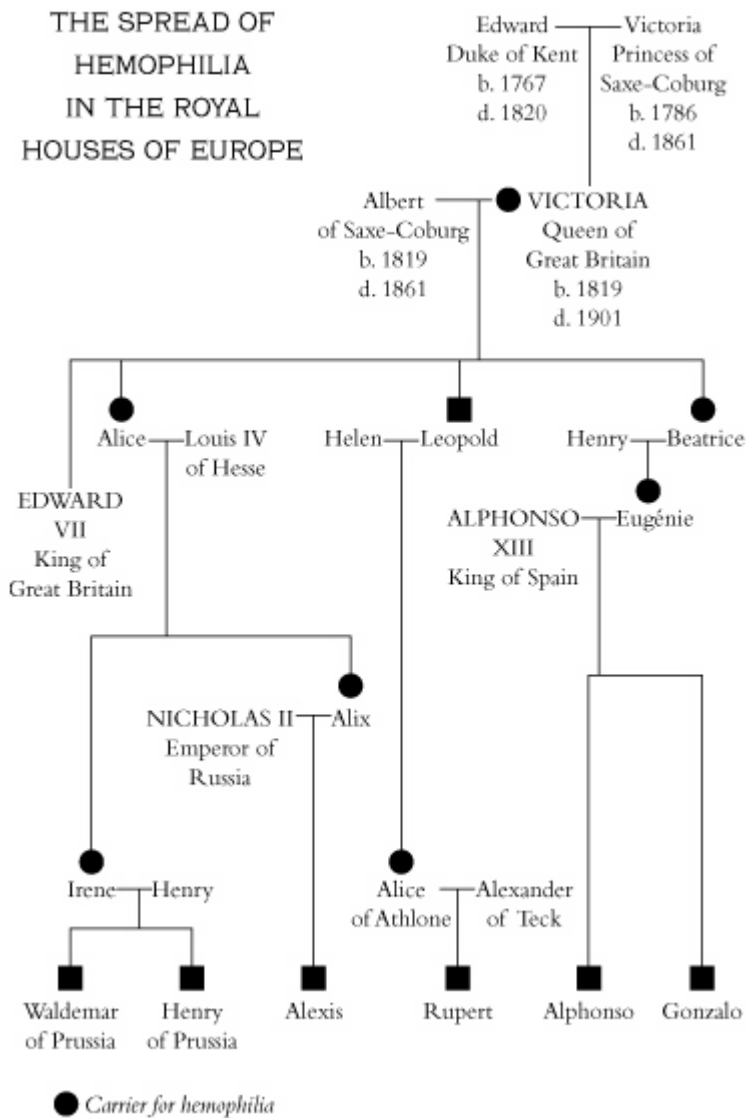 THE SPREAD OF
HEMOPHILIA
IN THE ROYAL
HOUSES OF EUROPE
Edward
Duke of Kent
b. 1767
d. 1820
Victoria
Princess of
Saxe-Coburg
b. 1786
d. 1861
Albert
of Saxe-Coburg
b. 1819
d. 1861
VICTORIA
Queen of
Great Britain
b. 1819
d. 1901
EDWARD
VII
King of
Great Britain
Alice
Louis IV
of Hesse
Helen
Leopold
Henry
Beatrice
ALPHONSO
XIII
King of Spain
Eugénie
NICHOLAS II
Emperor of
Russia
Alix
Irene
Henry
Alice
of Athlone
Alexander
of Teck
Waldemar
of Prussia
Henry
of Prussia
Alexis
Rupert
Alphonso
Gonzalo
Carrier for hemophilia